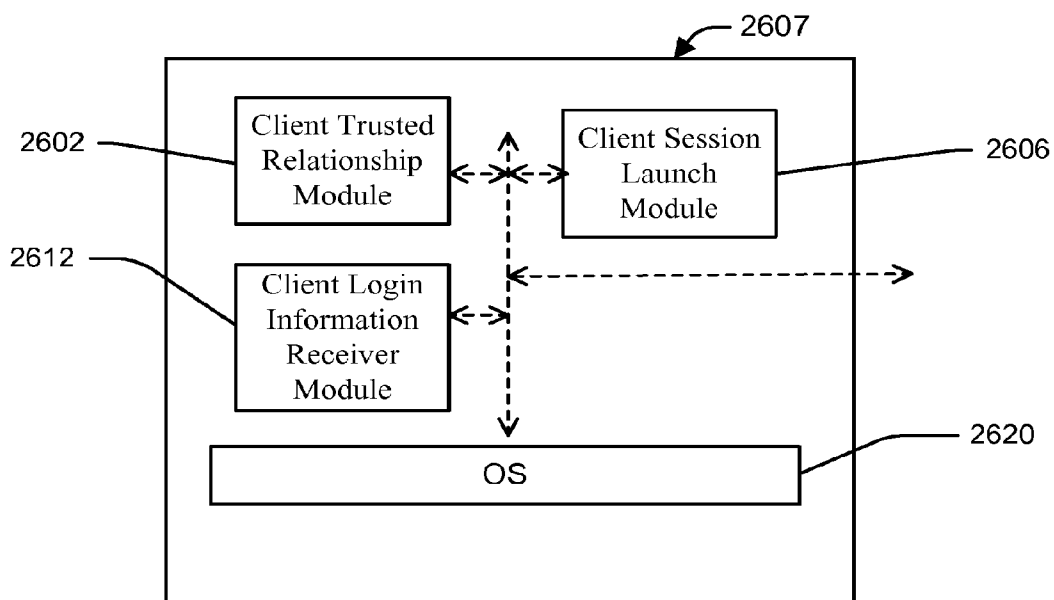 2607
2602
Client Trusted
Relationship
Module
Client Session
Launch
Module
2606
2612
Client Login
Information
Receiver
Module
OS
2620